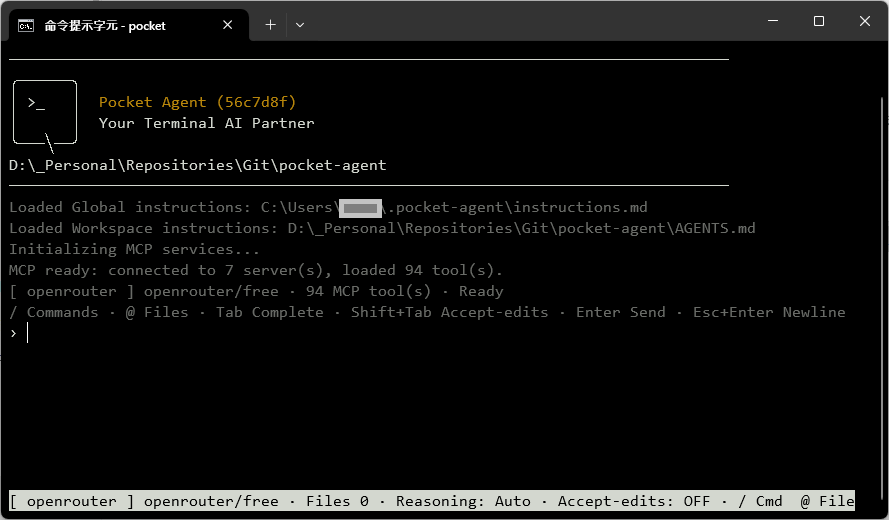 命令提示字元 - pocket
>_
Pocket Agent (56c7d8f)
Your Terminal AI Partner
D:\_Personal\Repositories\Git\pocket-agent
Loaded Global instructions: C:\Users\ \.pocket-agent\instructions.md
Loaded Workspace instructions: D:\_Personal\Repositories\Git\pocket-agent\AGENTS.md
Initializing MCP services...
MCP ready: connected to 7 server(s), loaded 94 tool(s).
[ openrouter ] openrouter/free · 94 MCP tool(s) · Ready
/ Commands · @ Files · Tab Complete · Shift+Tab Accept-edits · Enter Send · Esc+Enter Newline
›
[ openrouter ] openrouter/free · Files 0 · Reasoning: Auto · Accept-edits: OFF · / Cmd  @ File